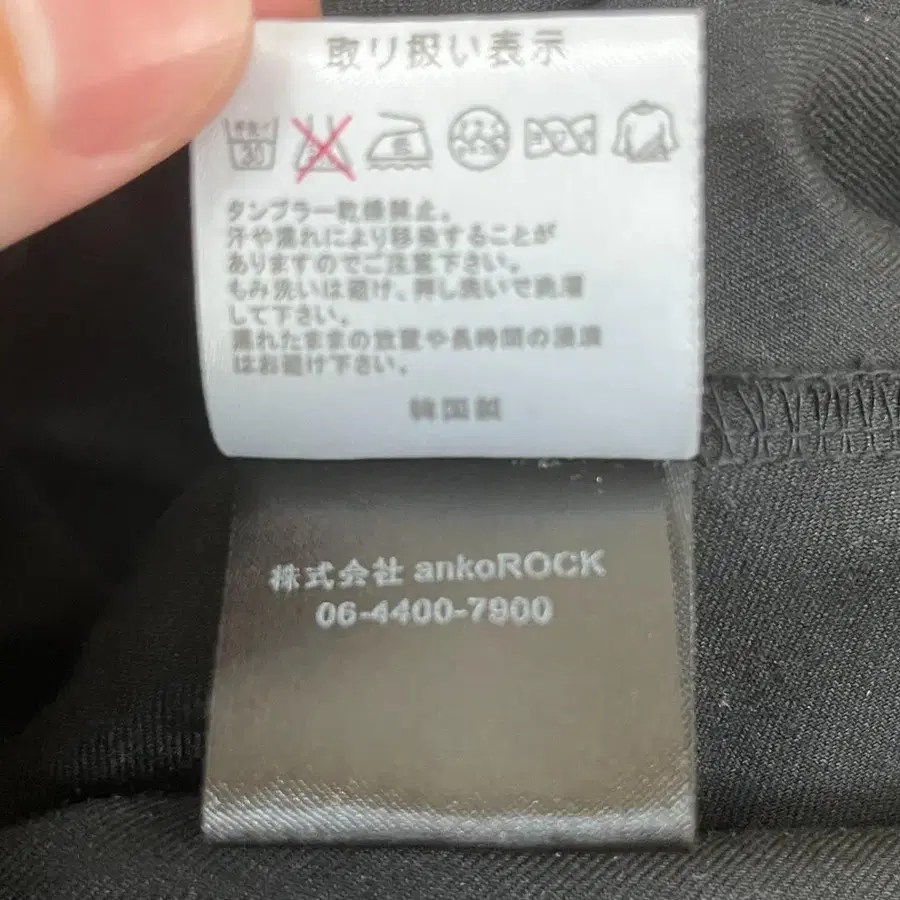 取り扱い表示
手洗イ
30
タンブラー乾燥禁止。
汗や濡れにより移染することが
ありますのでご注意下さい。
もみ洗いは避け、押し洗いで洗濯
して下さい。
濡れたままの放置や長時間の浸漬
はお避け下さい。
韓国製
株式会社 ankoROCK
06-4400-7900